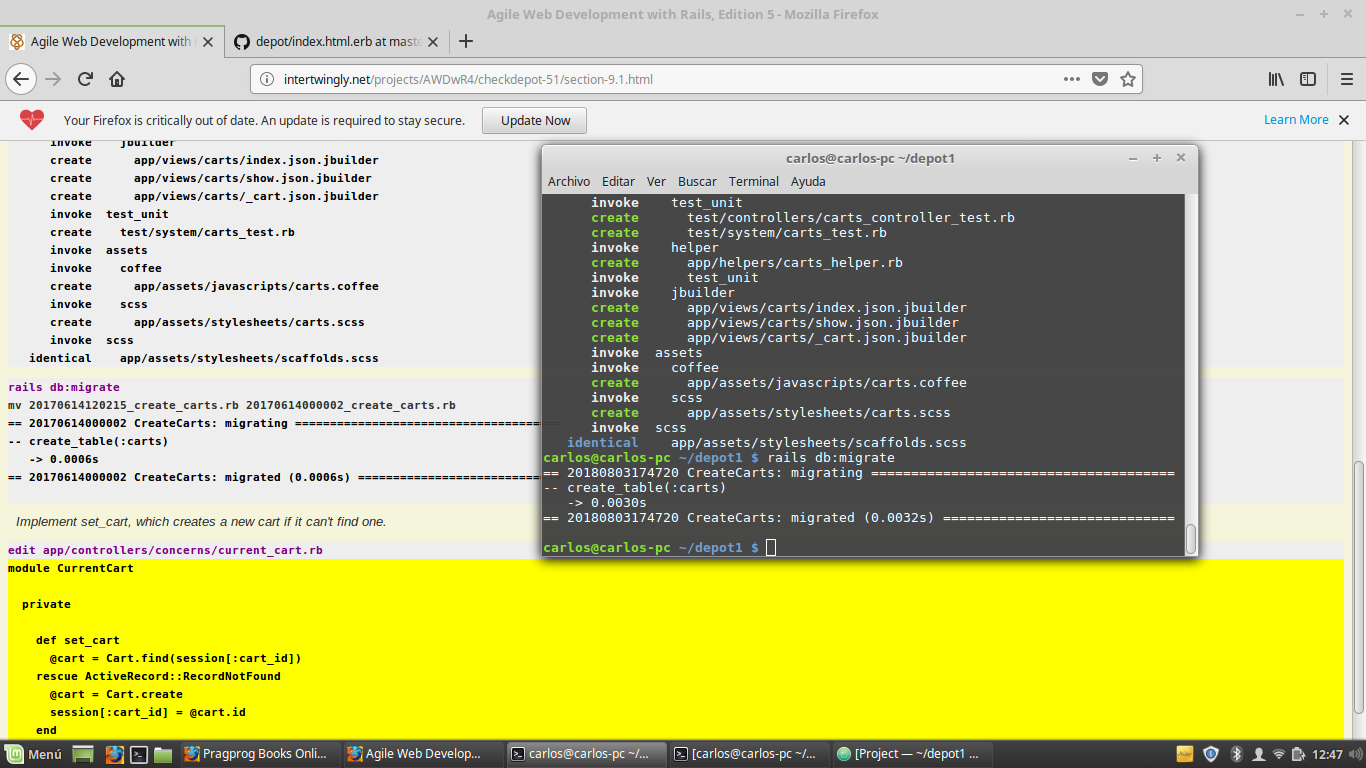 Agile Web Development with Rails, Edition 5 - Mozilla Firefox
Agile Web Development with
depot/index.html.erb at maste
intertwingly.net/projects/AWDwR4/checkdepot-51/section-9.1.html
Your Firefox is critically out of date. An update is required to stay secure.
Update Now
Learn More
invoke jbuilder
create app/views/carts/index.json.jbuilder
create app/views/carts/show.json.jbuilder
create app/views/carts/_cart.json.jbuilder
invoke test_unit
create test/system/carts_test.rb
invoke assets
invoke coffee
create app/assets/javascripts/carts.coffee
invoke scss
create app/assets/stylesheets/carts.scss
invoke scss
identical app/assets/stylesheets/scaffolds.scss
rails db:migrate
mv 20170614120215_create_carts.rb 20170614000002_create_carts.rb
== 20170614000002 CreateCarts: migrating ====================================
-- create_table(:carts)
-> 0.0006s
== 20170614000002 CreateCarts: migrated (0.0006s) ===========================
Implement set_cart, which creates a new cart if it can't find one.
edit app/controllers/concerns/current_cart.rb
module CurrentCart
private
def set_cart
@cart = Cart.find(session[:cart_id])
rescue ActiveRecord::RecordNotFound
@cart = Cart.create
session[:cart_id] = @cart.id
end
carlos@carlos-pc ~/depot1
Archivo Editar Ver Buscar Terminal Ayuda
invoke test_unit
create test/controllers/carts_controller_test.rb
create test/system/carts_test.rb
invoke helper
create app/helpers/carts_helper.rb
invoke test_unit
invoke jbuilder
create app/views/carts/index.json.jbuilder
create app/views/carts/show.json.jbuilder
create app/views/carts/_cart.json.jbuilder
invoke assets
invoke coffee
create app/assets/javascripts/carts.coffee
invoke scss
create app/assets/stylesheets/carts.scss
invoke scss
identical app/assets/stylesheets/scaffolds.scss
carlos@carlos-pc ~/depot1 $ rails db:migrate
== 20180803174720 CreateCarts: migrating ======================================
-- create_table(:carts)
-> 0.0030s
== 20180803174720 CreateCarts: migrated (0.0032s) =============================
carlos@carlos-pc ~/depot1 $
Menú
Pragprog Books Onli...
Agile Web Develop...
carlos@carlos-pc ~/...
[carlos@carlos-pc ~/...
[Project — ~/depot1 ...
12:47